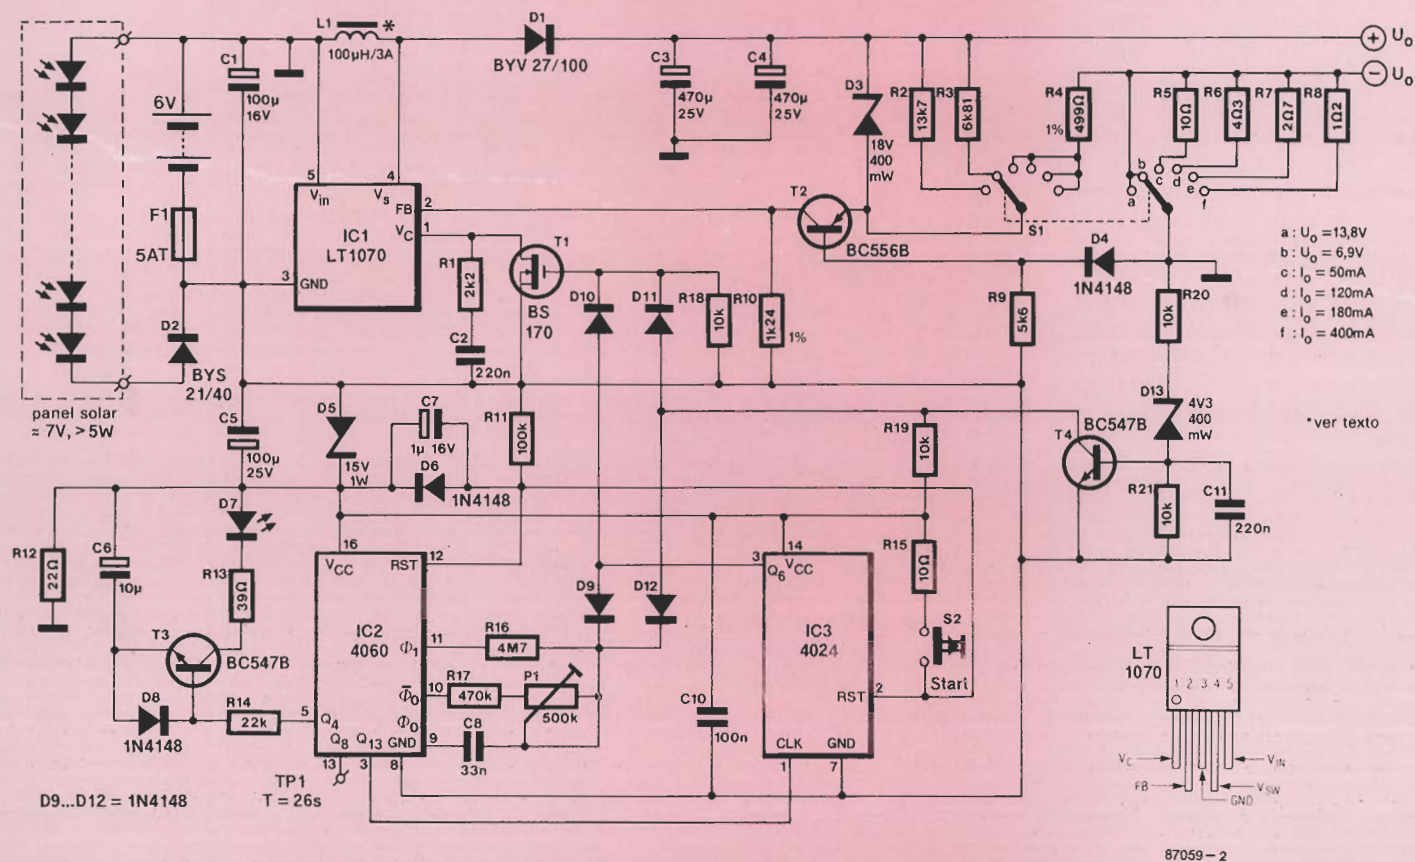 L1
*
100µH/3A
D1
BYV 27/100
C1
100µ
16V
6V
F1
5AT
D2
BYS
21/40
panel solar
≈ 7V, >5W
C3
470µ
25V
C4
470µ
25V
D3
18V
400
mW
R2
13k7
R3
6k81
R4
499Ω
1%
R5
10Ω
R6
4Ω3
R7
2Ω7
R8
1Ω2
+ Uo
− Uo
5
Vin
4
Vs
FB
2
VC
1
IC1
LT1070
3
GND
R1
2k2
C2
220n
T1
BS
170
D10
D11
R18
10k
R10
1k24
1%
T2
BC556B
S1
a
b
c
d
e
f
D4
1N4148
R9
5k6
R20
10k
a : Uo = 13,8V
b : Uo = 6,9V
c : Io = 50mA
d : Io = 120mA
e : Io = 180mA
f : Io = 400mA
C5
100µ
25V
D5
15V
1W
C7
1µ 16V
D6
1N4148
R11
100k
R19
10k
D13
4V3
400
mW
BC547B
T4
*ver texto
R21
10k
C11
220n
R12
22Ω
C6
10µ
D7
R13
39Ω
T3
BC547B
D8
1N4148
R14
22k
16
VCC
12
RST
IC2
4060
11
Φ1
10
Φ̅0
Φ0
9
5
Q4
Q8
Q13
GND
13
3
8
TP1
T = 26s
R16
4M7
R17
470k
P1
500k
C8
33n
D9
D12
C10
100n
3
Q6
14
VCC
IC3
4024
RST
2
CLK
GND
1
7
R15
10Ω
S2
Start
LT
1070
1 2 3 4 5
VC
VIN
FB
VSW
GND
D9...D12 = 1N4148
87059 – 2